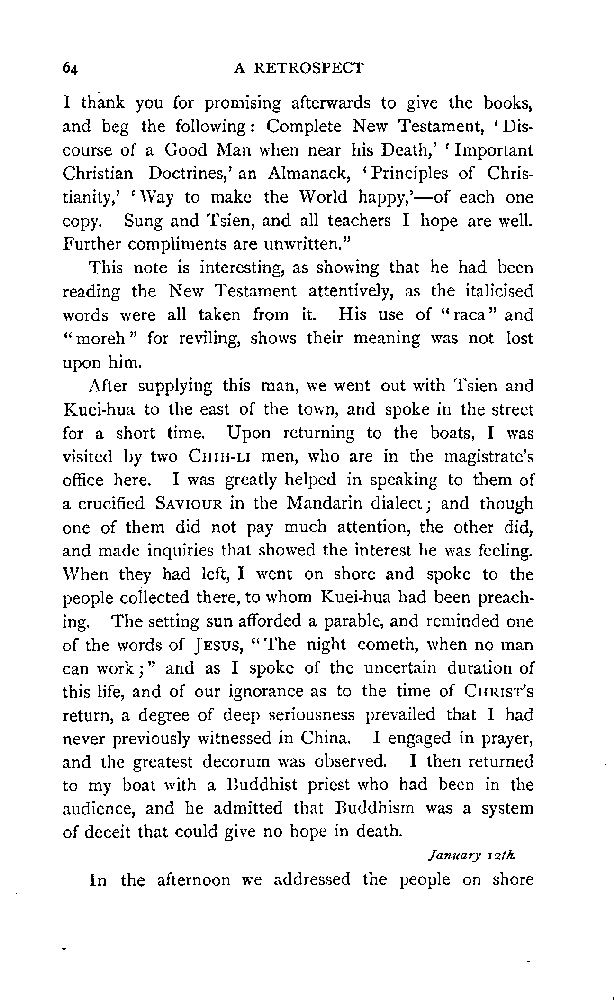 64 A RETROSPECT
I thank you for promising afterwards to give the books,
and beg the following: Complete New Testament, ‘Dis-
course of a Good Man when near his Death,’ ‘Important
Christian Doctrines,’ an Almanack, ‘Principles of Chris-
tianity,’ ‘Way to make the World happy,’—of each one
copy. Sung and Tsien, and all teachers I hope are well.
Further compliments are unwritten.”
This note is interesting, as showing that he had been
reading the New Testament attentively, as the italicised
words were all taken from it. His use of “raca” and
“moreh” for reviling, shows their meaning was not lost
upon him.
After supplying this man, we went out with Tsien and
Kuei-hua to the east of the town, and spoke in the street
for a short time. Upon returning to the boats, I was
visited by two CHIH-LI men, who are in the magistrate’s
office here. I was greatly helped in speaking to them of
a crucified SAVIOUR in the Mandarin dialect; and though
one of them did not pay much attention, the other did,
and made inquiries that showed the interest he was feeling.
When they had left, I went on shore and spoke to the
people collected there, to whom Kuei-hua had been preach-
ing. The setting sun afforded a parable, and reminded one
of the words of JESUS, “The night cometh, when no man
can work;” and as I spoke of the uncertain duration of
this life, and of our ignorance as to the time of CHRIST’S
return, a degree of deep seriousness prevailed that I had
never previously witnessed in China. I engaged in prayer,
and the greatest decorum was observed. I then returned
to my boat with a Buddhist priest who had been in the
audience, and he admitted that Buddhism was a system
of deceit that could give no hope in death.
January 12th.
In the afternoon we addressed the people on shore